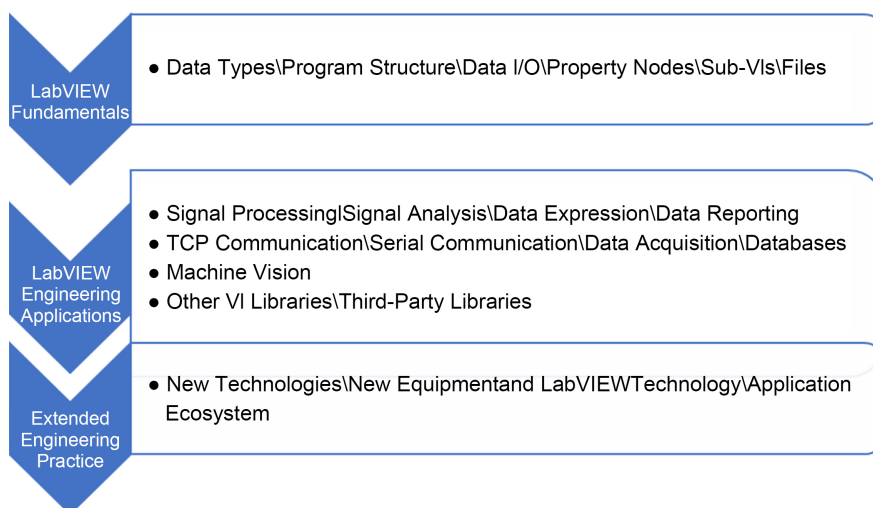 LabVIEW
Fundamentals
● Data Types\Program Structure\Data I/O\Property Nodes\Sub-VIs\Files
LabVIEW
Engineering
Applications
● Signal Processing|Signal Analysis\Data Expression\Data Reporting
● TCP Communication\Serial Communication\Data Acquisition\Databases
● Machine Vision
● Other VI Libraries\Third-Party Libraries
Extended
Engineering
Practice
● New Technologies\New Equipmentand LabVIEWTechnology\Application
Ecosystem